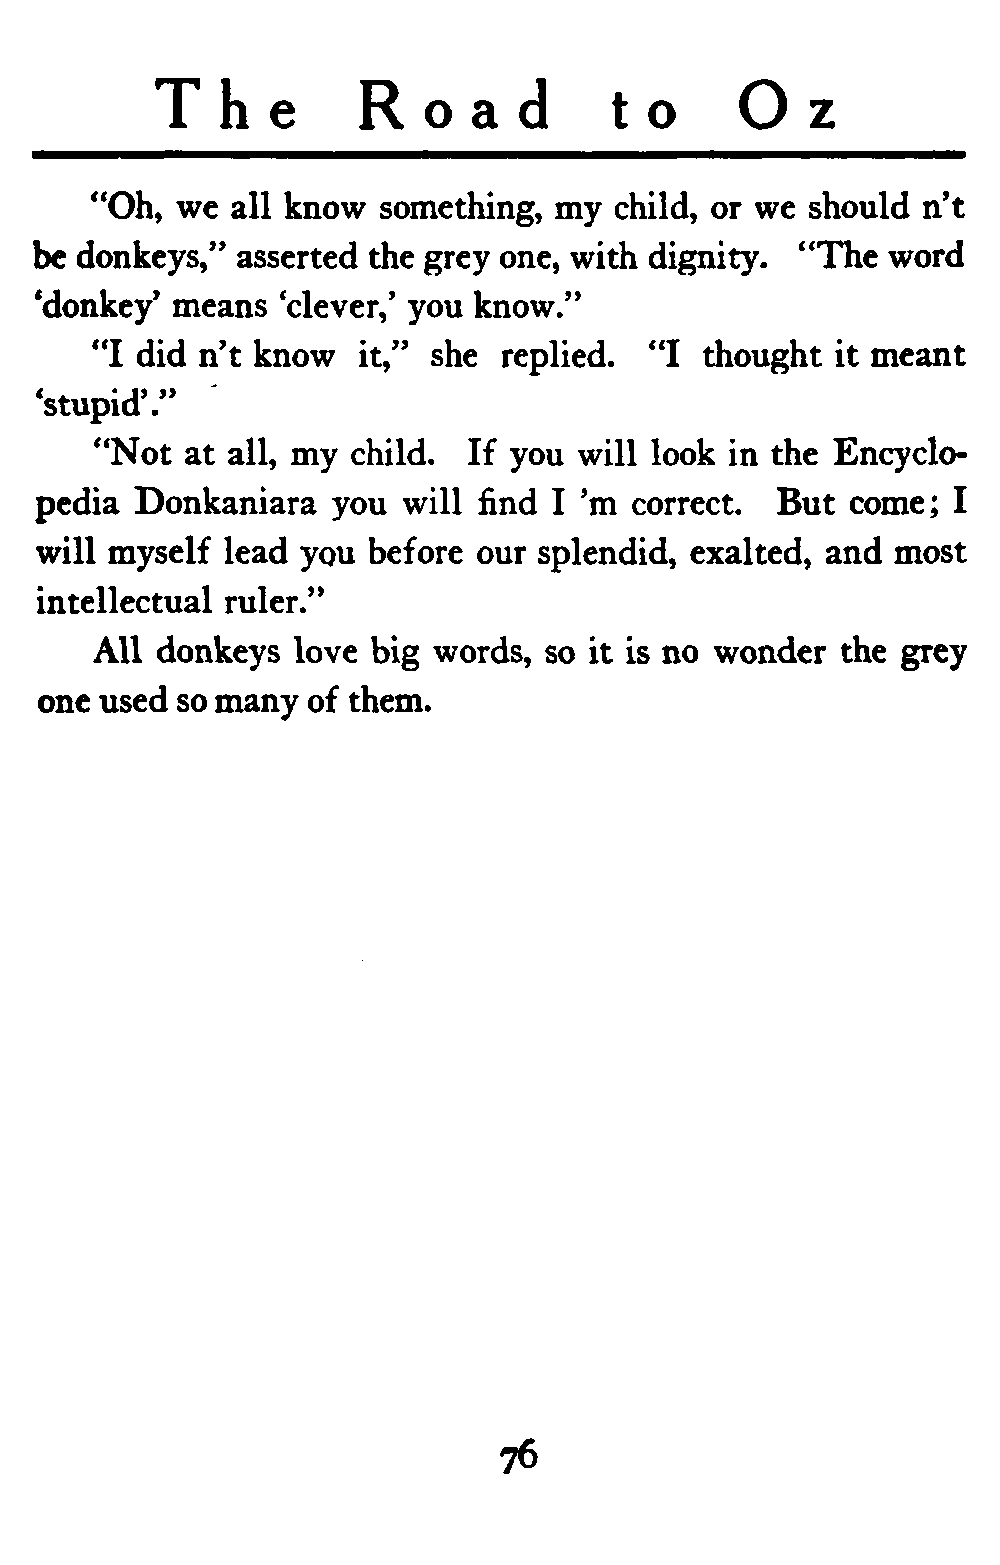 The Road to Oz
“Oh, we all know something, my child, or we should n’t
be donkeys,” asserted the grey one, with dignity. “The word
‘donkey’ means ‘clever,’ you know.”
“I did n’t know it,” she replied. “I thought it meant
‘stupid’.”
“Not at all, my child. If you will look in the Encyclo-
pedia Donkaniara you will find I ’m correct. But come; I
will myself lead you before our splendid, exalted, and most
intellectual ruler.”
All donkeys love big words, so it is no wonder the grey
one used so many of them.
76